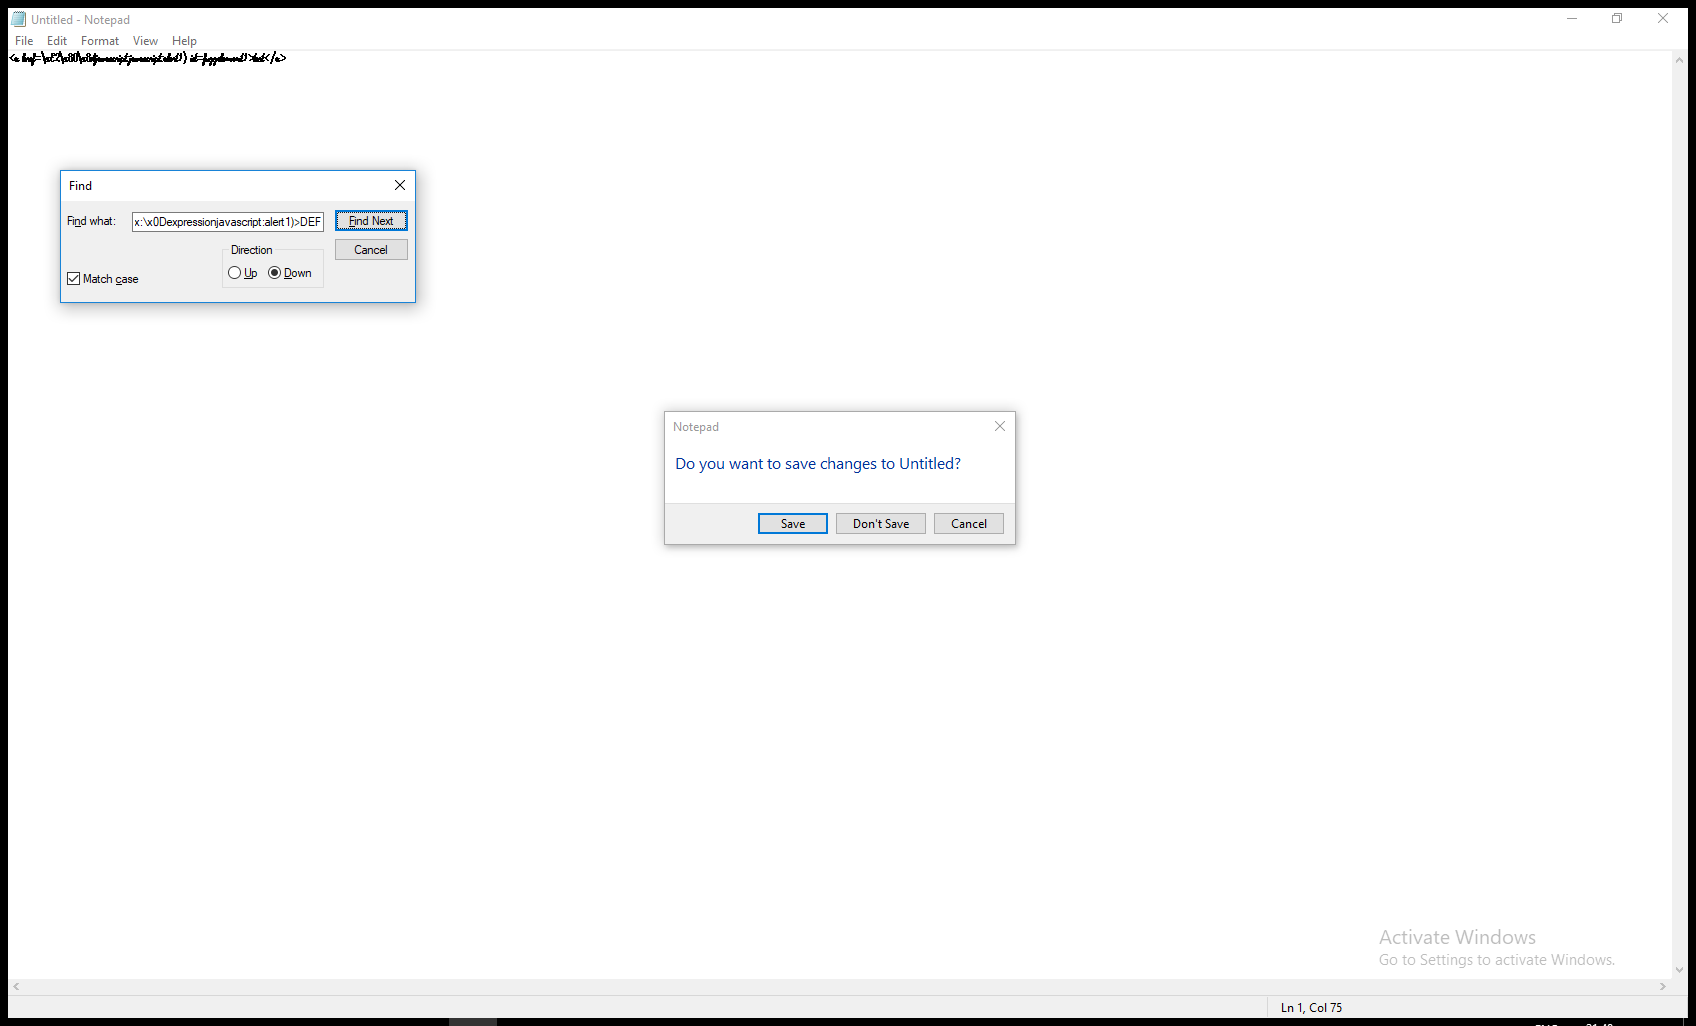 Untitled - Notepad
File Edit Format View Help
Find
Find what: x:\x0Dexpressionjavascript:alert1)>DEF Find Next
Direction Cancel
Up Down
Match case
Notepad
Do you want to save changes to Untitled?
Save Don't Save Cancel
Activate Windows
Go to Settings to activate Windows.
Ln 1, Col 75